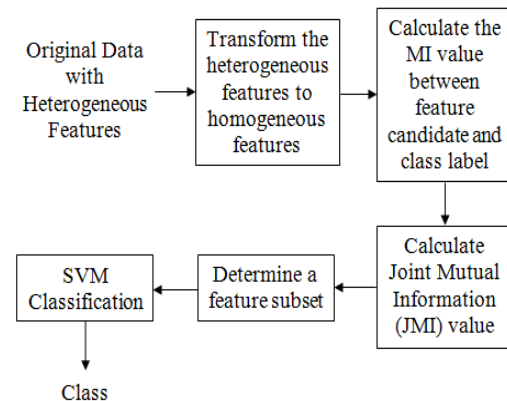 Original Data
with
Heterogeneous
Features
Transform the
heterogeneous
features to
homogeneous
features
Calculate the
MI value
between
feature
candidate and
class label
Calculate
Joint Mutual
Information
(JMI) value
Determine a
feature subset
SVM
Classification
Class